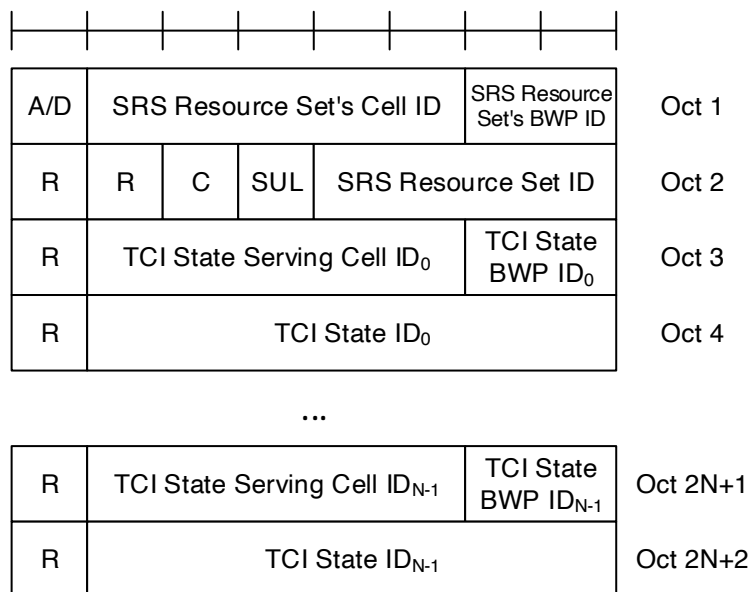 A/D SRS Resource Set's Cell ID SRS Resource Set's BWP ID Oct 1
R R C SUL SRS Resource Set ID Oct 2
R TCI State Serving Cell ID₀ TCI State BWP ID₀ Oct 3
R TCI State ID₀ Oct 4
...
R TCI State Serving Cell IDN-1 TCI State BWP IDN-1 Oct 2N+1
R TCI State IDN-1 Oct 2N+2